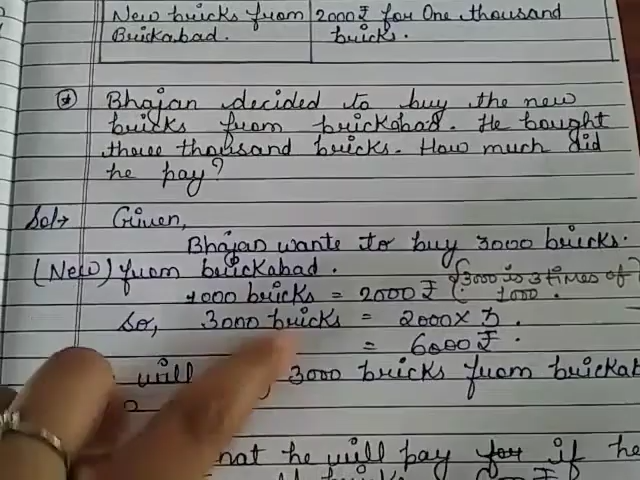 New bricks from 2000₹ for One thousand
Brickabad. bricks.
Bhajan decided to buy the new
bricks from brickabad. He bought
three thousand bricks. How much did
he pay?
Sol→ Given,
Bhajan wants to buy 3000 bricks.
(New) from brickabad.
1000 bricks = 2000₹ (3000 is 3 times of
1000.
So, 3000 bricks = 2000 x 3.
= 6000₹.
will 3000 bricks from brickab
he will pay for if he